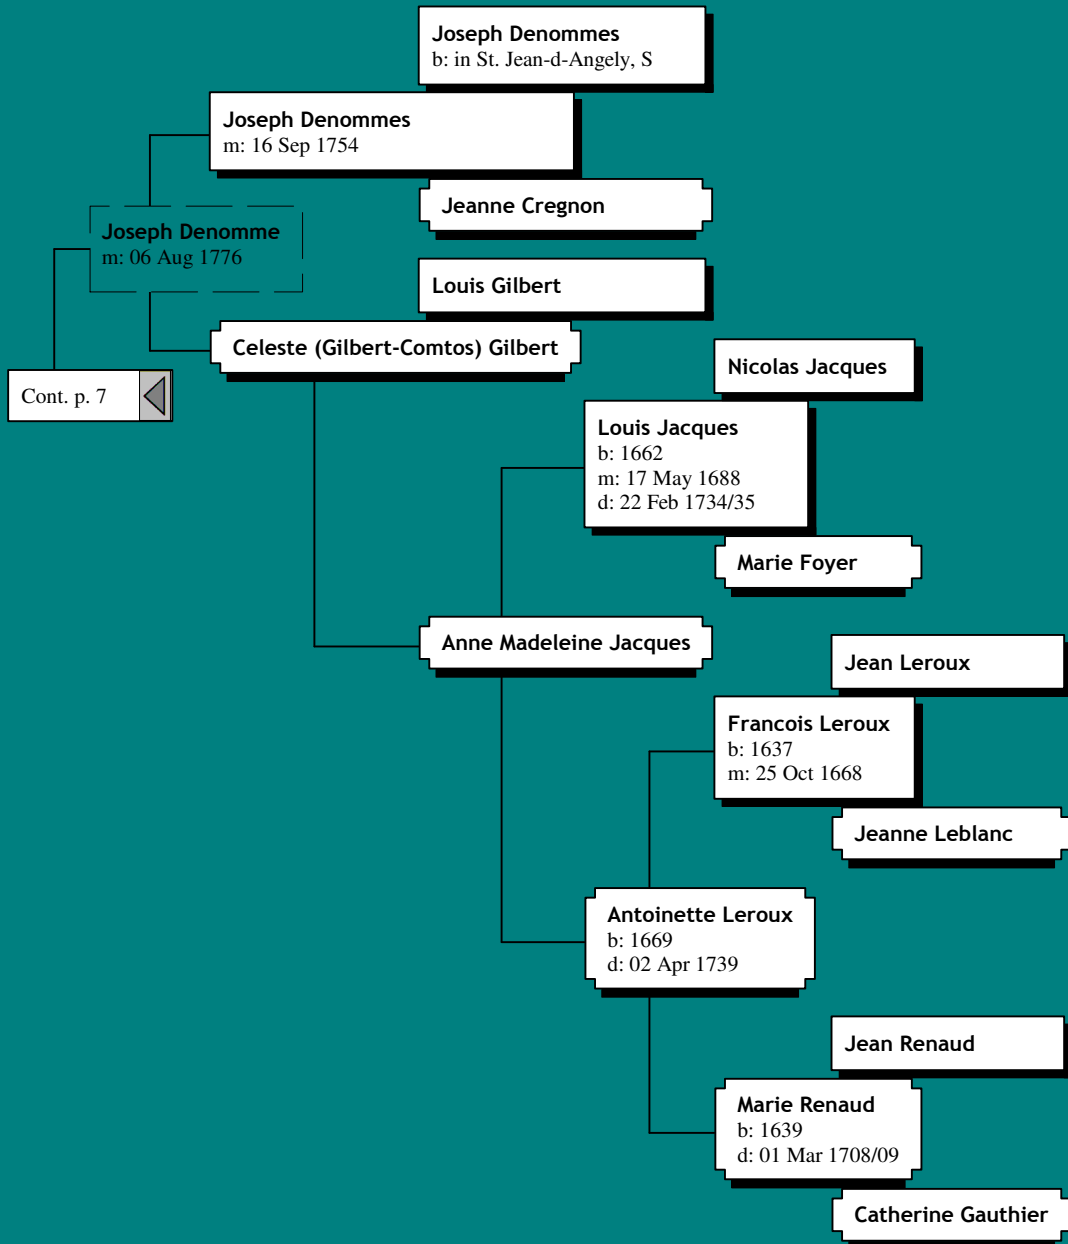 Joseph Denommes
b: in St. Jean-d-Angely, S
Joseph Denommes
m: 16 Sep 1754
Jeanne Cregnon
Joseph Denomme
m: 06 Aug 1776
Louis Gilbert
Celeste (Gilbert-Comtos) Gilbert
Cont. p. 7
Nicolas Jacques
Louis Jacques
b: 1662
m: 17 May 1688
d: 22 Feb 1734/35
Marie Foyer
Anne Madeleine Jacques
Jean Leroux
Francois Leroux
b: 1637
m: 25 Oct 1668
Jeanne Leblanc
Antoinette Leroux
b: 1669
d: 02 Apr 1739
Jean Renaud
Marie Renaud
b: 1639
d: 01 Mar 1708/09
Catherine Gauthier